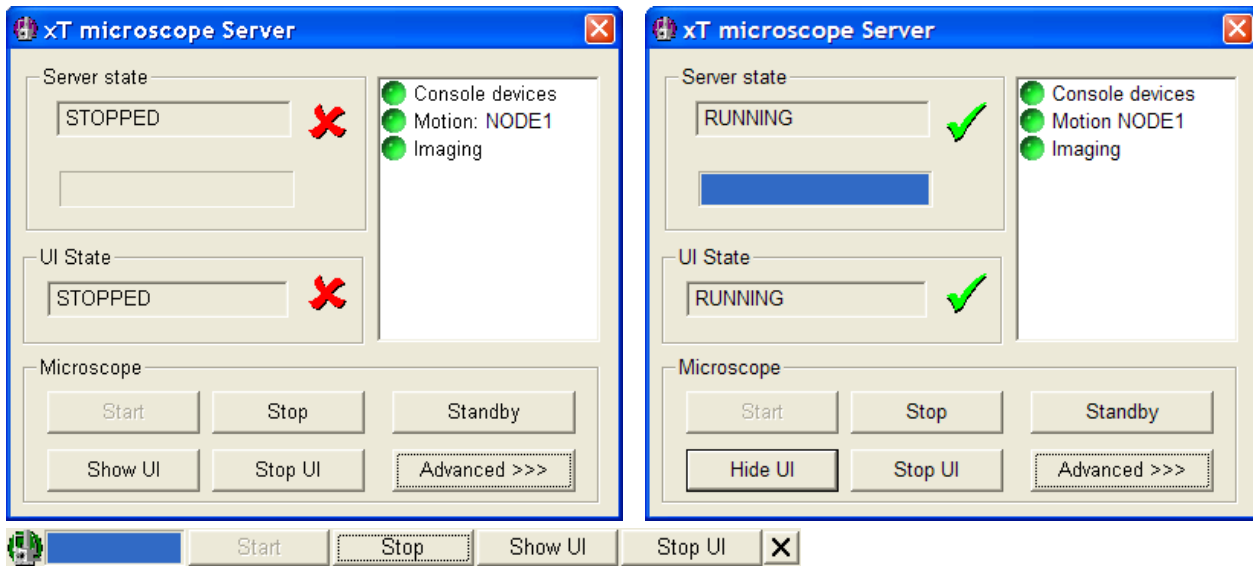 xT microscope Server
Server state
STOPPED
Console devices
Motion: NODE1
Imaging
UI State
STOPPED
Microscope
Start Stop Standby
Show UI Stop UI Advanced >>>
xT microscope Server
Server state
RUNNING
Console devices
Motion NODE1
Imaging
UI State
RUNNING
Microscope
Start Stop Standby
Hide UI Stop UI Advanced >>>
Start Stop Show UI Stop UI